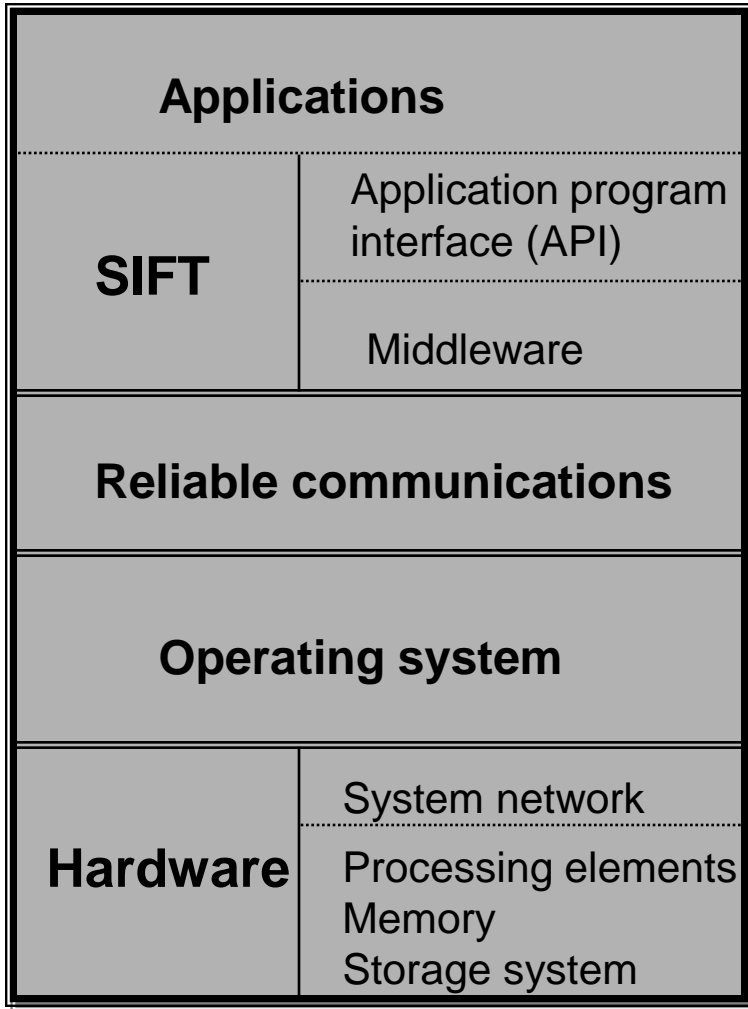 Applications
SIFT
Application program
interface (API)
Middleware
Reliable communications
Operating system
Hardware
System network
Processing elements
Memory
Storage system